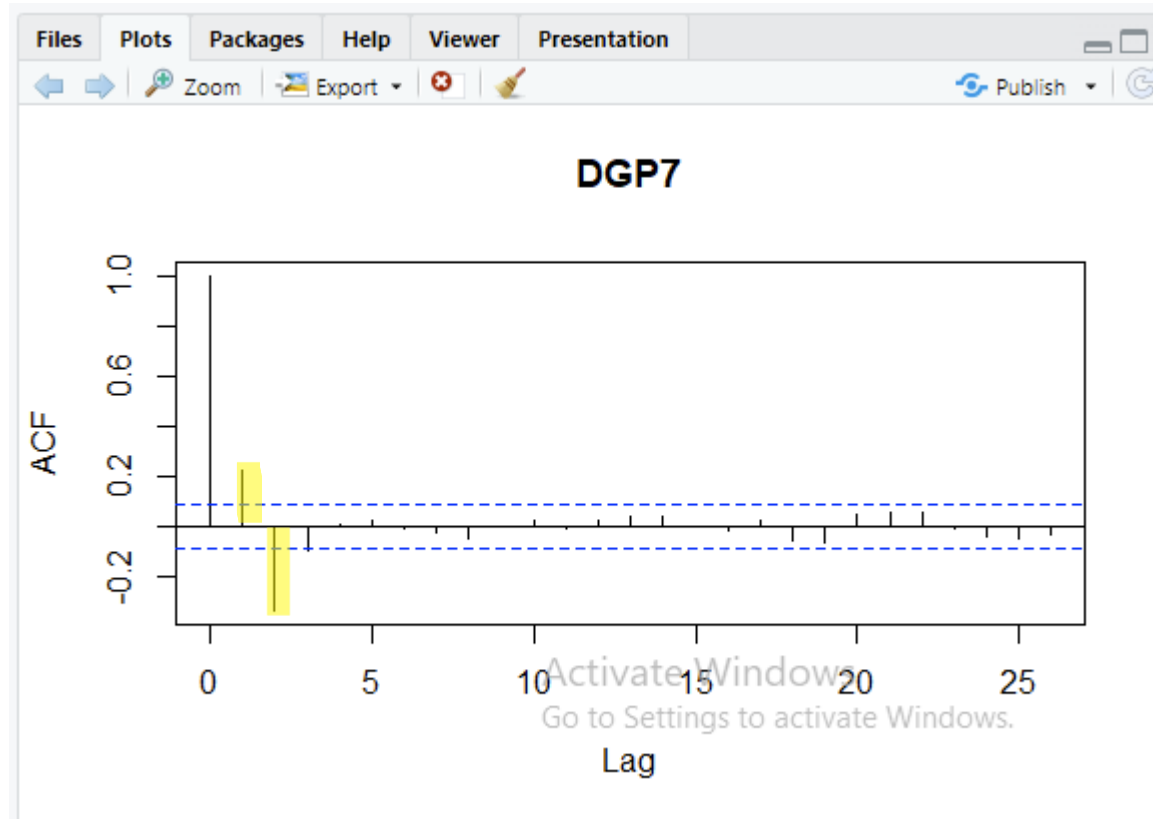 Files Plots Packages Help Viewer Presentation
Zoom Export Publish
DGP7
ACF
1.0
0.6
0.2
-0.2
0 5 10 15 20 25
Activate Windows
Go to Settings to activate Windows.
Lag